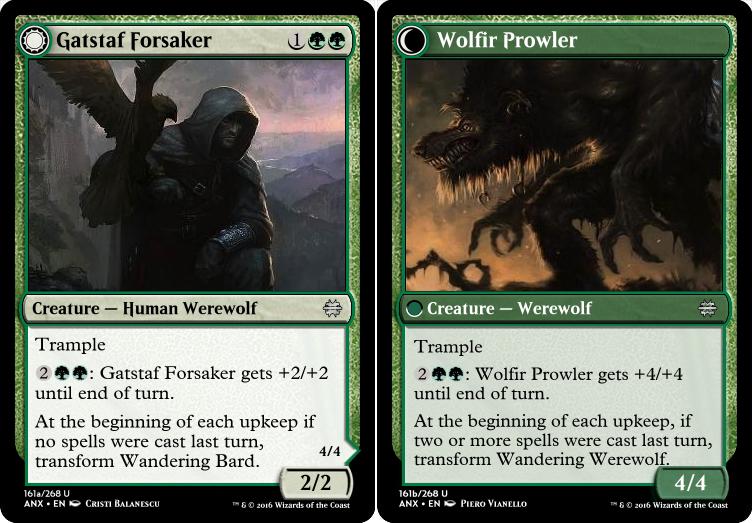 Gatstaf Forsaker 1
Creature — Human Werewolf
Trample
2: Gatstaf Forsaker gets +2/+2
until end of turn.
At the beginning of each upkeep if
no spells were cast last turn,
transform Wandering Bard.
4/4
2/2
161a/268 U
ANX • EN Cristi Balanescu
™ & © 2016 Wizards of the Coast
Wolfir Prowler
Creature — Werewolf
Trample
2: Wolfir Prowler gets +4/+4
until end of turn.
At the beginning of each upkeep, if
two or more spells were cast last turn,
transform Wandering Werewolf.
4/4
161b/268 U
ANX • EN Piero Vianello
™ & © 2016 Wizards of the Coast